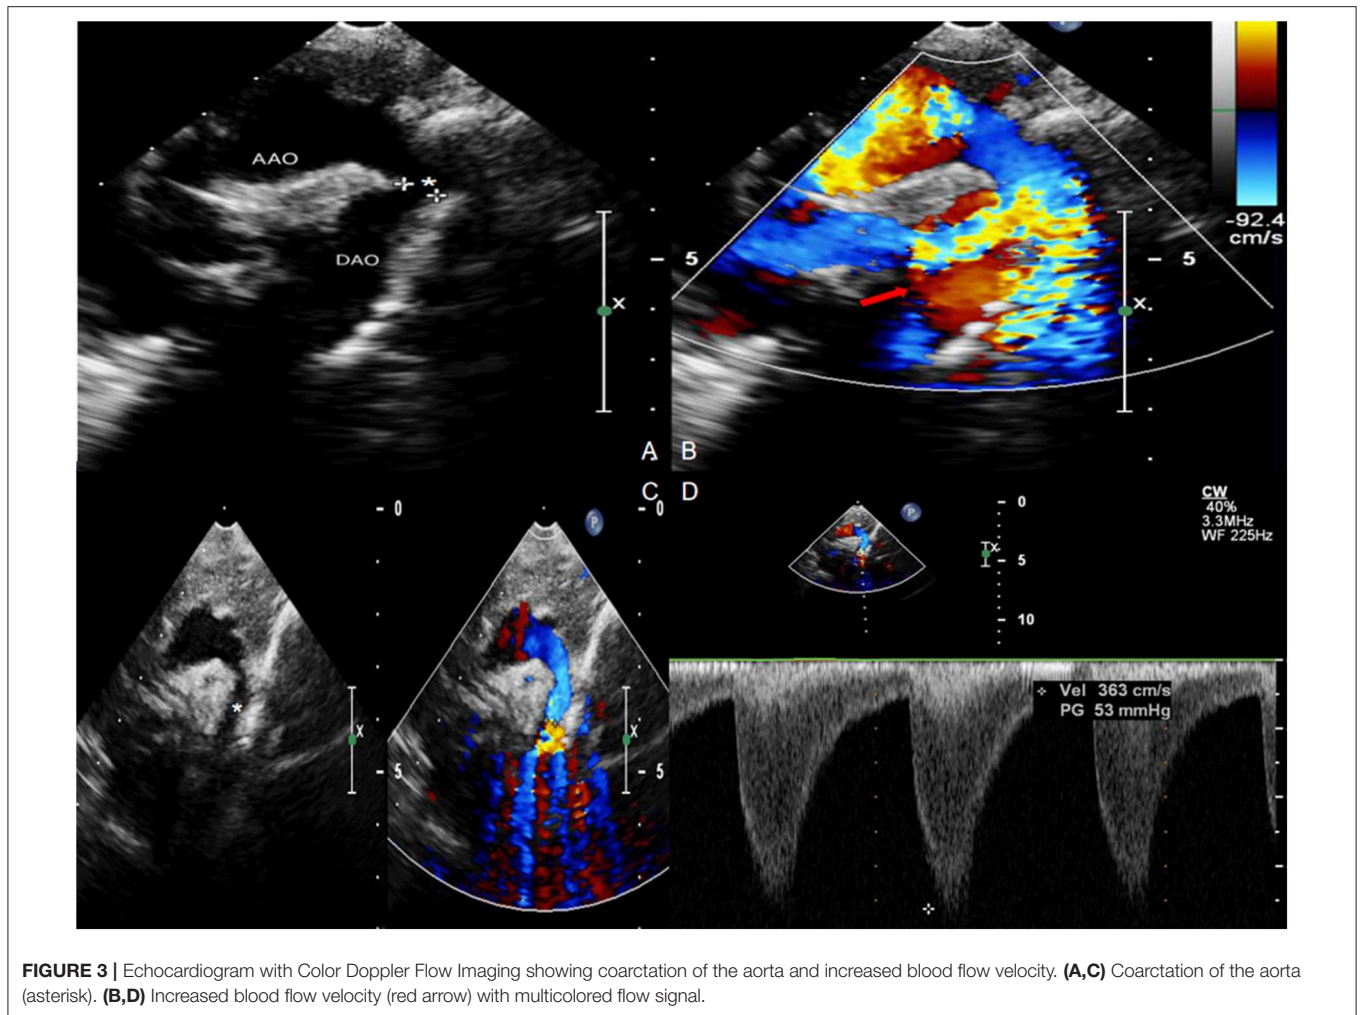 AAO
*
DAO
5
X
A
-92.4
cm/s
5
X
B
C
0
*
X
5
P
0
X
5
D
P
0
X
5
10
CW
40%
3.3MHz
WF 225Hz
Vel 363 cm/s
PG 53 mmHg
FIGURE 3 | Echocardiogram with Color Doppler Flow Imaging showing coarctation of the aorta and increased blood flow velocity. (A,C) Coarctation of the aorta
(asterisk). (B,D) Increased blood flow velocity (red arrow) with multicolored flow signal.